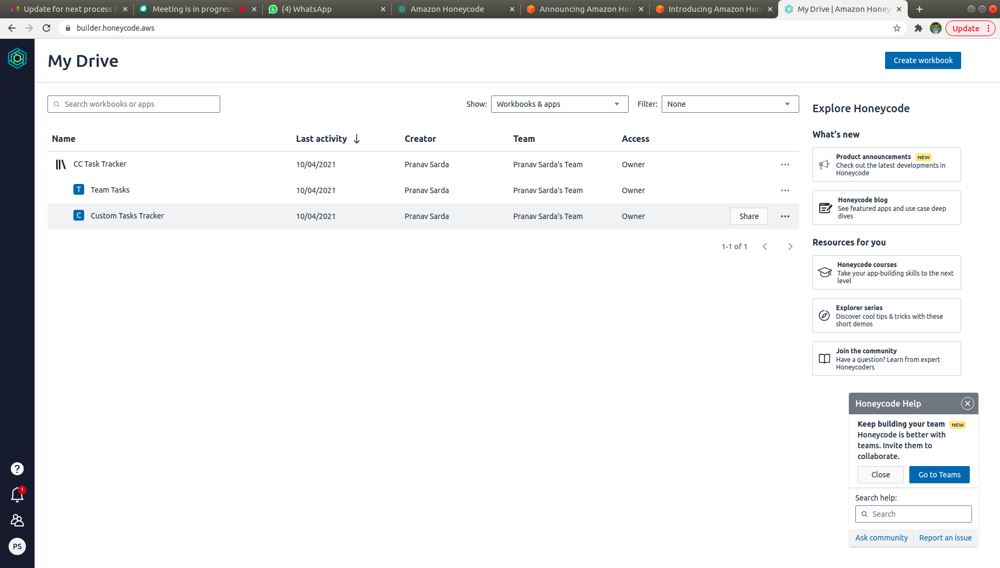 Update for next process I
Meeting is in progress
4
(4) WhatsApp
Amazon Honeycode
Announcing Amazon Hon
Introducing Amazon Hon
My Drive | Amazon Honey
builder.honeycode.aws
Update
My Drive
Create workbook
Search workbooks or apps
Show:
Workbooks & apps
Filter:
None
Name
Last activity
Creator
Team
Access
CC Task Tracker
10/04/2021
Pranav Sarda
Pranav Sarda's Team
Owner
T
Team Tasks
10/04/2021
Pranav Sarda
Pranav Sarda's Team
Owner
C
Custom Tasks Tracker
10/04/2021
Pranav Sarda
Pranav Sarda's Team
Owner
Share
1-1 of 1
Explore Honeycode
What's new
Product announcements NEW
Check out the latest developments in
Honeycode
Honeycode blog
See featured apps and use case deep
dives
Resources for you
Honeycode courses
Take your app-building skills to the next
level
Explorer series
Discover cool tips & tricks with these
short demos
Join the community
Have a question? Learn from expert
Honeycoders
Honeycode Help
Keep building your team NEW
Honeycode is better with
teams. Invite them to
collaborate.
Close
Go to Teams
Search help:
Search
Ask community
Report an issue
?
1
PS